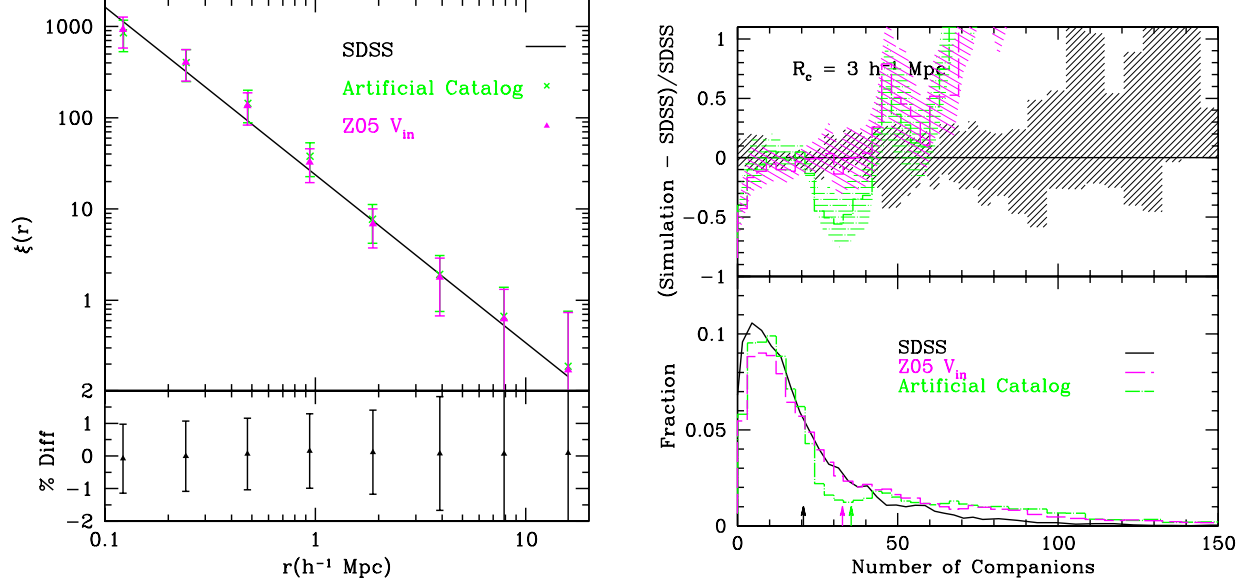 1000
100
10
1
ξ(r)
SDSS
Artificial Catalog
Z05 V_in
2
1
0
−1
−2
% Diff
0.1
1
10
r(h⁻¹ Mpc)
R_c = 3 h⁻¹ Mpc
1
0.5
0
−0.5
−1
(Simulation − SDSS)/SDSS
SDSS
Z05 V_in
Artificial Catalog
0.1
0.05
0
Fraction
0
50
100
150
Number of Companions